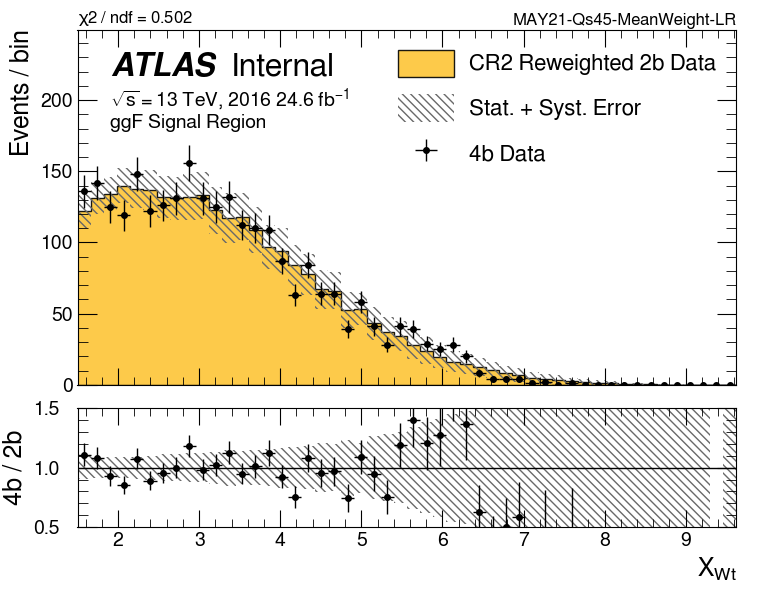 χ² / ndf = 0.502
MAY21-Qs45-MeanWeight-LR
Events / bin
ATLAS Internal
√s = 13 TeV, 2016 24.6 fb⁻¹
ggF Signal Region
CR2 Reweighted 2b Data
Stat. + Syst. Error
4b Data
200
150
100
50
0
4b / 2b
1.5
1.0
0.5
2 3 4 5 6 7 8 9
X_Wt